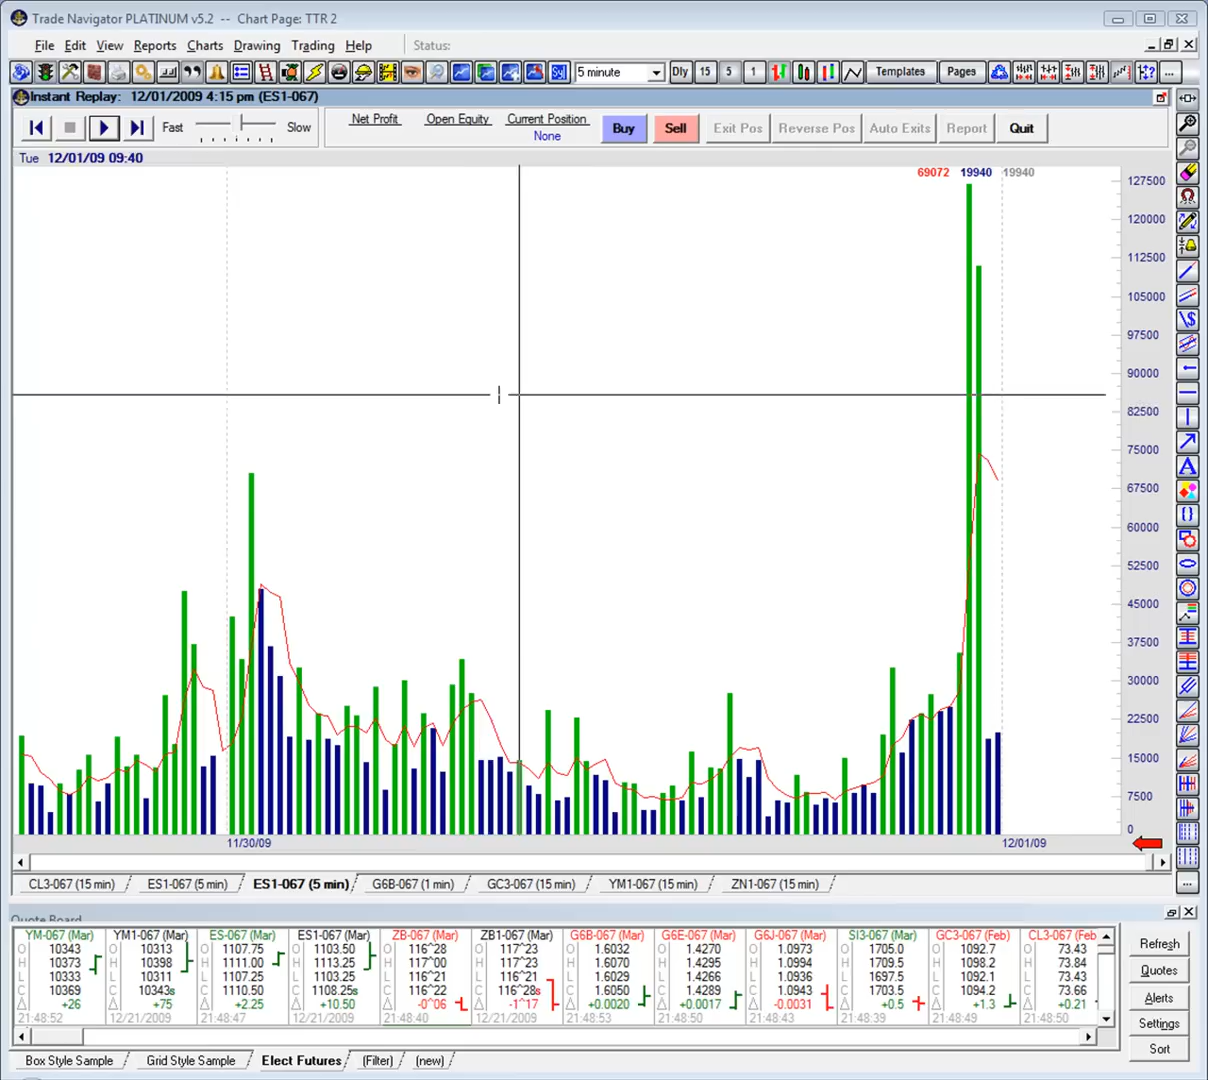 Trade Navigator PLATINUM v5.2 -- Chart Page: TTR 2
File Edit View Reports Charts Drawing Trading Help Status:
5 minute Dly 15 5 1 Templates Pages ...
Instant Replay: 12/01/2009 4:15 pm (ES1-067)
Fast Slow Net Profit Open Equity Current Position
None
Buy Sell Exit Pos Reverse Pos Auto Exits Report Quit
Tue 12/01/09 09:40
69072 19940 19940
127500
120000
112500
105000
97500
90000
82500
75000
67500
60000
52500
45000
37500
30000
22500
15000
7500
0
11/30/09 12/01/09
CL3-067 (15 min) ES1-067 (5 min) ES1-067 (5 min) G6B-067 (1 min) GC3-067 (15 min) YM1-067 (15 min) ZN1-067 (15 min)
Quote Board
YM-067 (Mar) YM1-067 (Mar) ES-067 (Mar) ES1-067 (Mar) ZB-067 (Mar) ZB1-067 (Mar) G6B-067 (Mar) G6E-067 (Mar) G6J-067 (Mar) SI3-067 (Mar) GC3-067 (Feb) CL3-067 (Feb
O 10343 O 10313 O 1107.75 O 1103.50 O 116^28 O 117^23 O 1.6032 O 1.4270 O 1.0973 O 1705.0 O 1092.7 O 73.43
H 10373 H 10398 H 1111.00 H 1113.25 H 117^00 H 117^23 H 1.6070 H 1.4295 H 1.0994 H 1709.5 H 1098.2 H 73.84
L 10333 L 10311 L 1107.25 L 1103.25 L 116^21 L 116^21 L 1.6029 L 1.4266 L 1.0936 L 1697.5 L 1092.1 L 73.43
C 10369 C 10343s C 1110.50 C 1108.25s C 116^22 C 116^28s C 1.6050 C 1.4289 C 1.0943 C 1703.5 C 1094.2 C 73.66
Δ +26 Δ +75 Δ +2.25 Δ +10.50 Δ -0^06 Δ -1^17 Δ +0.0020 Δ +0.0017 Δ -0.0031 Δ +0.5 Δ +1.3 Δ +0.21
21:48:52 12/21/2009 21:48:47 12/21/2009 21:48:40 12/21/2009 21:48:53 21:48:50 21:48:43 21:48:39 21:48:49 21:48:50
Refresh
Quotes
Alerts
Settings
Sort
Box Style Sample Grid Style Sample Elect Futures (Filter) (new)